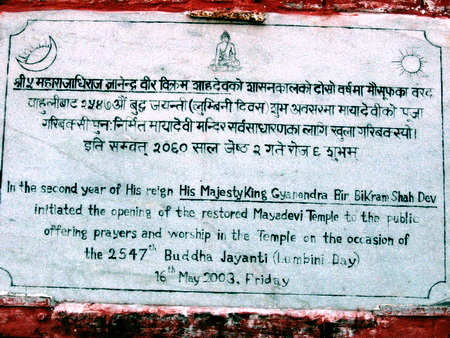 श्री ५ महाराजाधिराज ज्ञानेन्द्र वीर विक्रम शाहदेवको शासनकालको दोस्रो वर्षमा मौसूफका वरद
वाहुलीबाट २५४७औं बुद्ध जयन्ती (लुम्बिनी दिवस) शुभ अवसरमा मायादेवीको पुजा
गरिबक्सी पुनःनिर्मित मायादेवी मन्दिर सर्वसाधारणका लागि खुला गरिबक्स्यो।
इति सम्वत् २०६० साल जेष्ठ २ गते रोज ६ शुभम्
In the second year of His reign His Majesty King Gyanendra Bir Bikram Shah Dev
initiated the opening of the restored Mayadevi Temple to the public
offering prayers and worship in the Temple on the occasion of
the 2547th Buddha Jayanti (Lumbini Day)
16th May 2003, Friday